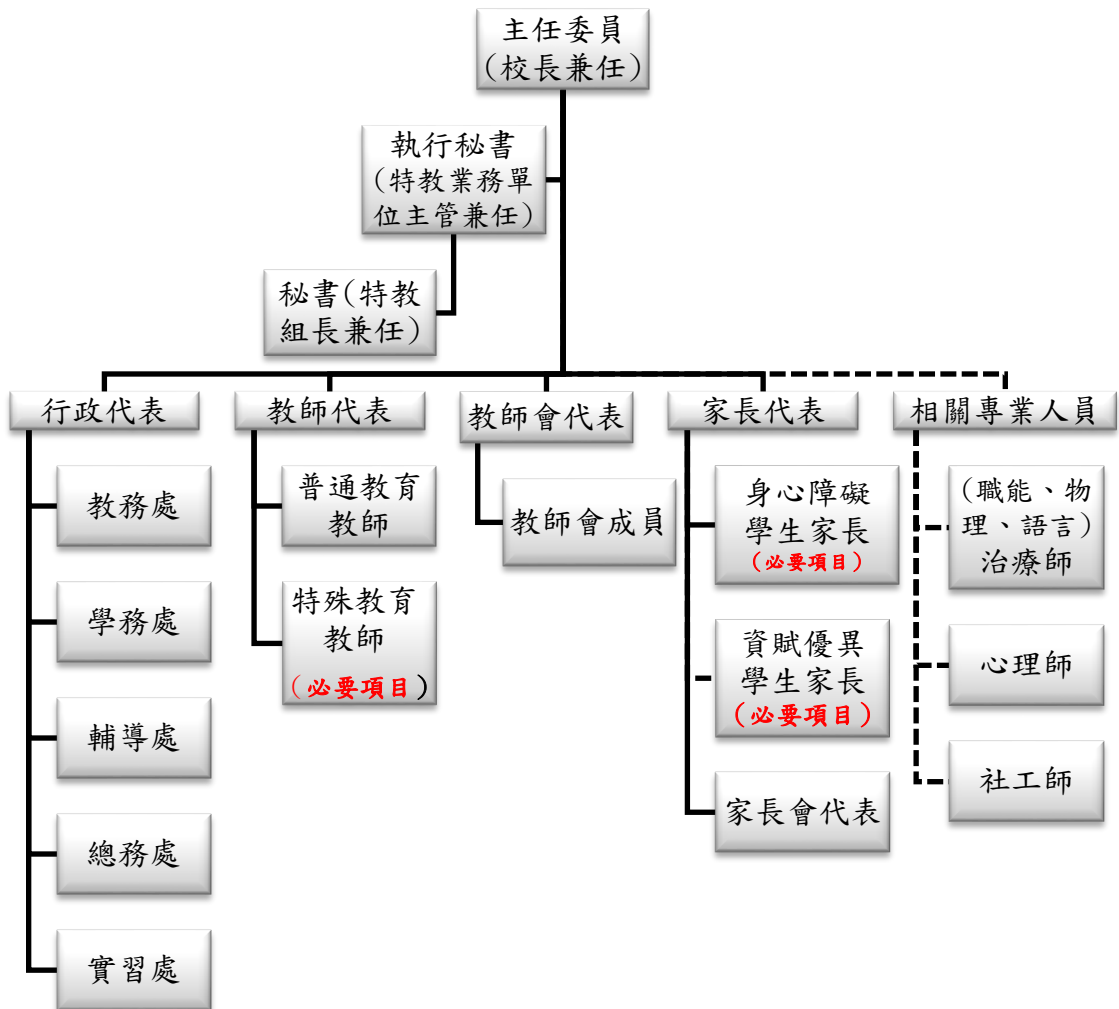 主任委員
(校長兼任)
執行秘書
(特教業務單
位主管兼任)
秘書(特教
組長兼任)
行政代表
教務處
學務處
輔導處
總務處
實習處
教師代表
普通教育
教師
特殊教育
教師
(必要項目)
教師會代表
教師會成員
家長代表
身心障礙
學生家長
(必要項目)
資賦優異
學生家長
(必要項目)
家長會代表
相關專業人員
(職能、物
理、語言)
治療師
心理師
社工師